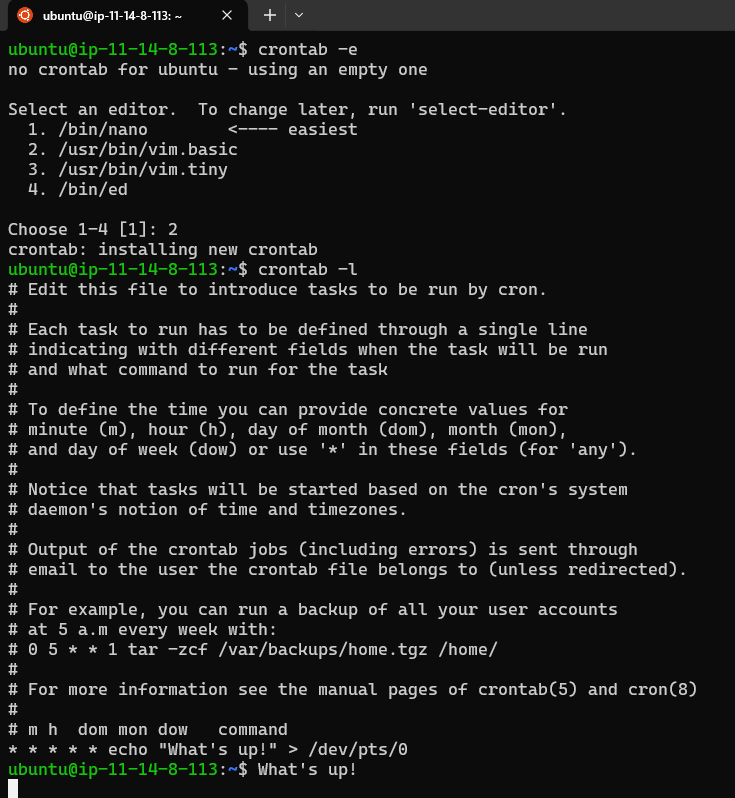 ubuntu@ip-11-14-8-113: ~
ubuntu@ip-11-14-8-113:~$ crontab -e
no crontab for ubuntu - using an empty one

Select an editor.  To change later, run 'select-editor'.
  1. /bin/nano        <---- easiest
  2. /usr/bin/vim.basic
  3. /usr/bin/vim.tiny
  4. /bin/ed

Choose 1-4 [1]: 2
crontab: installing new crontab
ubuntu@ip-11-14-8-113:~$ crontab -l
# Edit this file to introduce tasks to be run by cron.
#
# Each task to run has to be defined through a single line
# indicating with different fields when the task will be run
# and what command to run for the task
#
# To define the time you can provide concrete values for
# minute (m), hour (h), day of month (dom), month (mon),
# and day of week (dow) or use '*' in these fields (for 'any').
#
# Notice that tasks will be started based on the cron's system
# daemon's notion of time and timezones.
#
# Output of the crontab jobs (including errors) is sent through
# email to the user the crontab file belongs to (unless redirected).
#
# For example, you can run a backup of all your user accounts
# at 5 a.m every week with:
# 0 5 * * 1 tar -zcf /var/backups/home.tgz /home/
#
# For more information see the manual pages of crontab(5) and cron(8)
#
# m h  dom mon dow   command
* * * * * echo "What's up!" > /dev/pts/0
ubuntu@ip-11-14-8-113:~$ What's up!